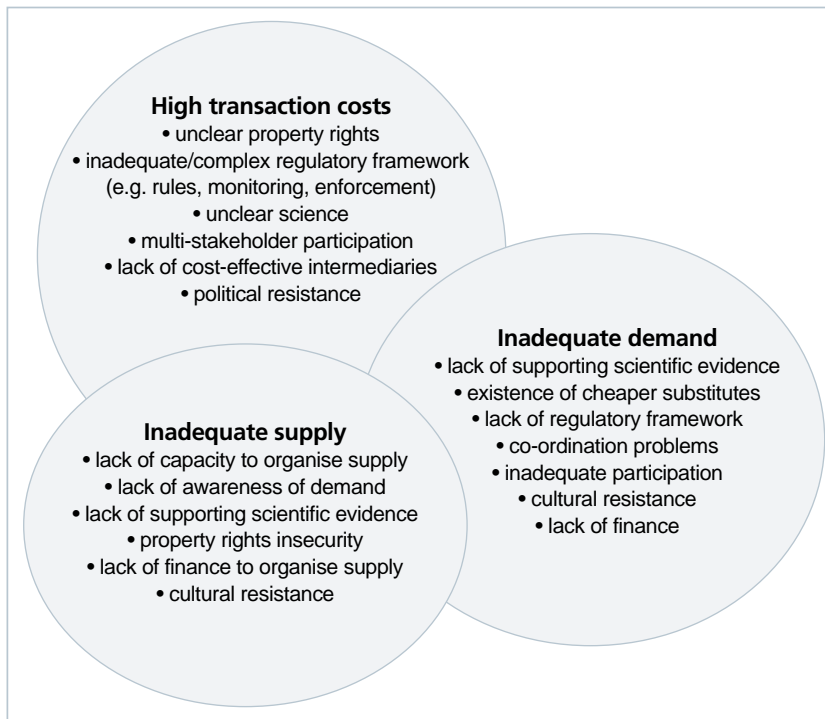 High transaction costs
• unclear property rights
• inadequate/complex regulatory framework
(e.g. rules, monitoring, enforcement)
• unclear science
• multi-stakeholder participation
• lack of cost-effective intermediaries
• political resistance
Inadequate demand
• lack of supporting scientific evidence
• existence of cheaper substitutes
• lack of regulatory framework
• co-ordination problems
• inadequate participation
• cultural resistance
• lack of finance
Inadequate supply
• lack of capacity to organise supply
• lack of awareness of demand
• lack of supporting scientific evidence
• property rights insecurity
• lack of finance to organise supply
• cultural resistance